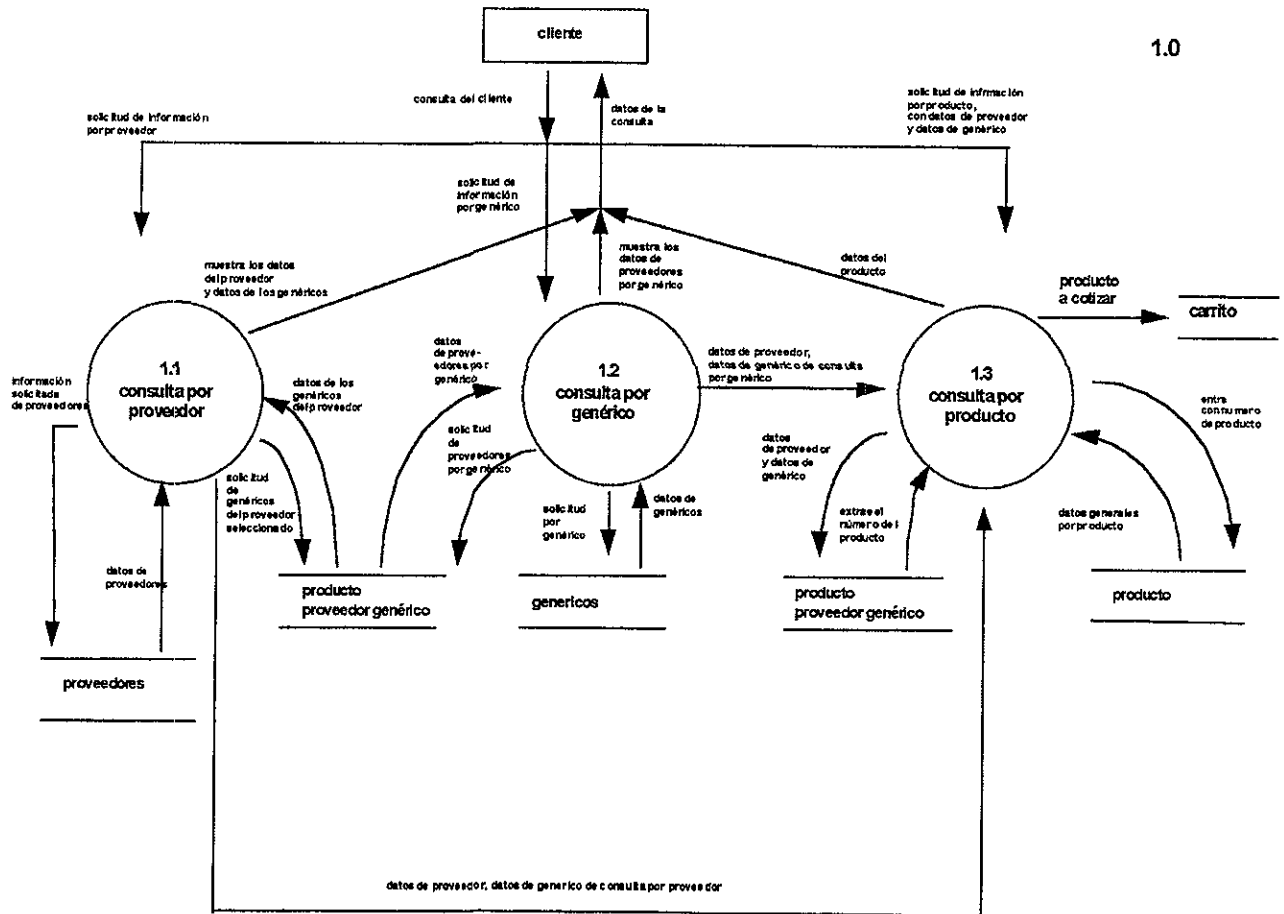 cliente
1.0
consulta del cliente
datos de la
consulta
solicitud de información
por proveedor
solicitud de infrmación
por producto,
con datos de proveedor
y datos de genérico
solicitud de
información
por genérico
muestra los datos
del proveedor
y datos de los genéricos
muestra los
datos de
proveedores
por genérico
datos del
producto
producto
a cotizar
carrito
1.1
consulta por
proveedor
información
solicitada
de proveedores
datos de los
genéricos
del proveedor
datos
de prove-
edores por
genérico
1.2
consulta por
genérico
datos de proveedor,
datos de genérico de consulta
por genérico
1.3
consulta por
producto
entra
con numero
de producto
solicitud
de
genéricos
del proveedor
seleccionado
solicitud
de
proveedores
por genérico
solicitud
por
genérico
datos de
genéricos
datos
de proveedor
y datos de
genérico
extrae el
número del
producto
datos generales
por producto
datos de
proveedores
producto
proveedor genérico
genericos
producto
proveedor genérico
producto
proveedores
datos de proveedor, datos de generico de consulta por proveedor